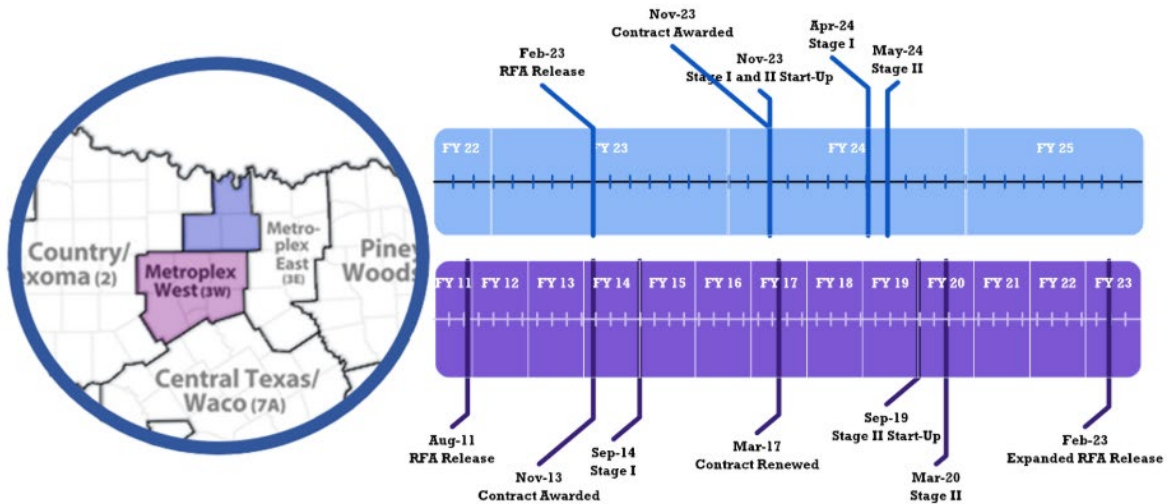 Country/
exoma (2)
Metroplex
West (3W)
Metro-
plex
East
(3E)
Piney
Woods
Central Texas/
Waco (7A)
Nov-23
Contract Awarded
Feb-23
RFA Release
Nov-23
Stage I and II Start-Up
Apr-24
Stage I
May-24
Stage II
FY 22
FY 23
FY 24
FY 25
FY 11
FY 12
FY 13
FY 14
FY 15
FY 16
FY 17
FY 18
FY 19
FY 20
FY 21
FY 22
FY 23
Aug-11
RFA Release
Nov-13
Contract Awarded
Sep-14
Stage I
Mar-17
Contract Renewed
Sep-19
Stage II Start-Up
Mar-20
Stage II
Feb-23
Expanded RFA Release